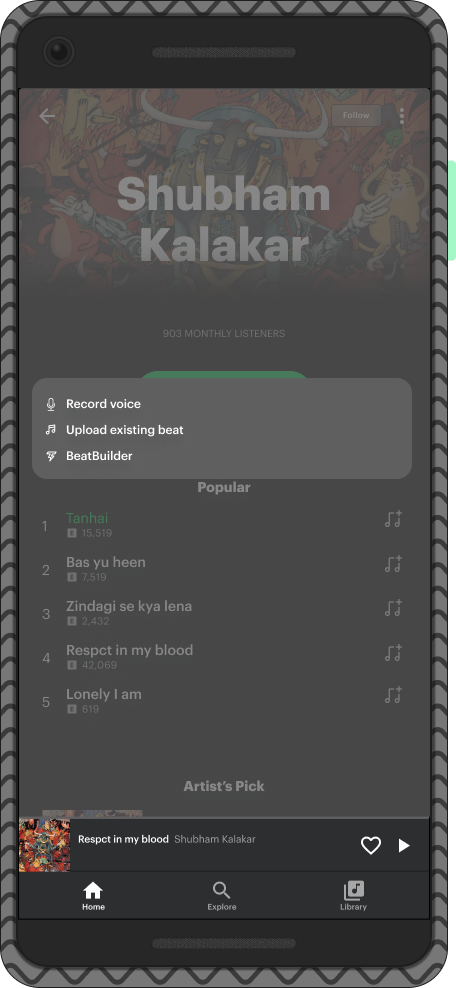 Follow
Shubham
Kalakar
903 MONTHLY LISTENERS
Record voice
Upload existing beat
BeatBuilder
Popular
1 Tanhai
E 15,519
2 Bas yu heen
E 7,519
3 Zindagi se kya lena
E 2,432
4 Respct in my blood
E 42,069
5 Lonely I am
E 619
Artist's Pick
Respct in my blood Shubham Kalakar
Home Explore Library